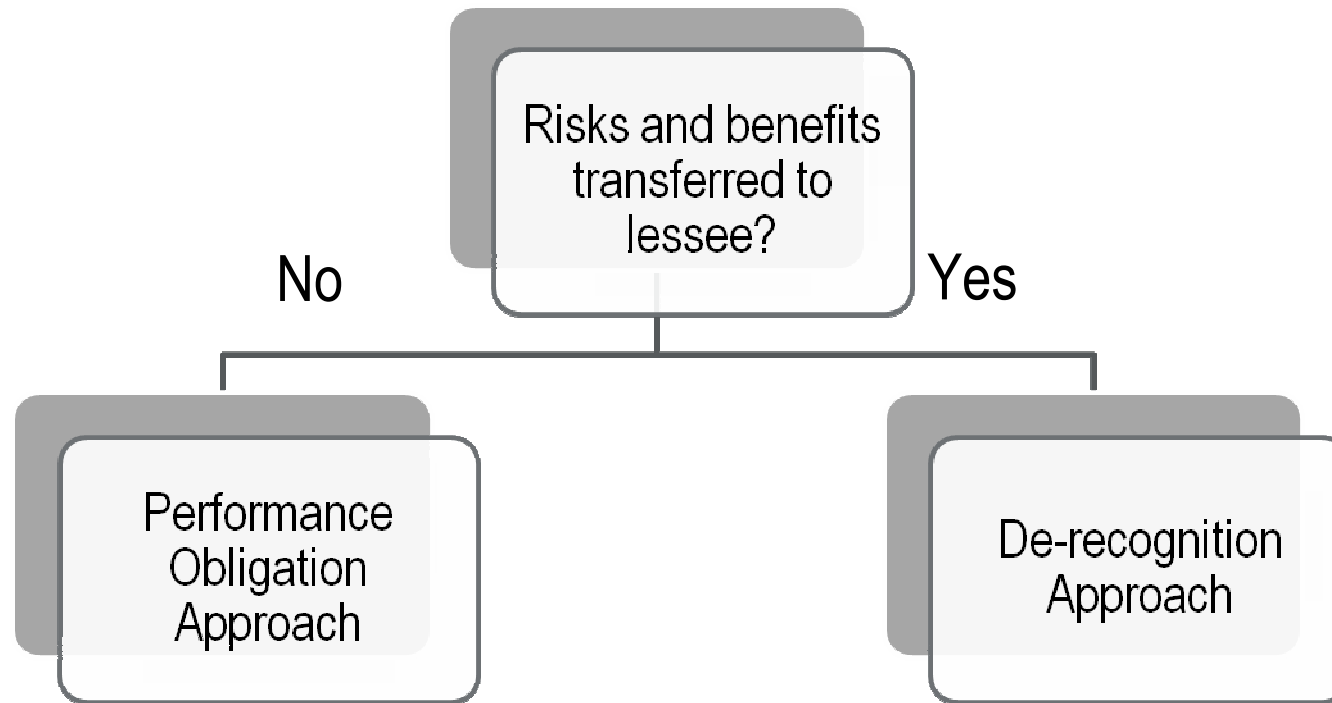 Risks and benefits
transferred to
lessee?
No
Yes
Performance
Obligation
Approach
De-recognition
Approach